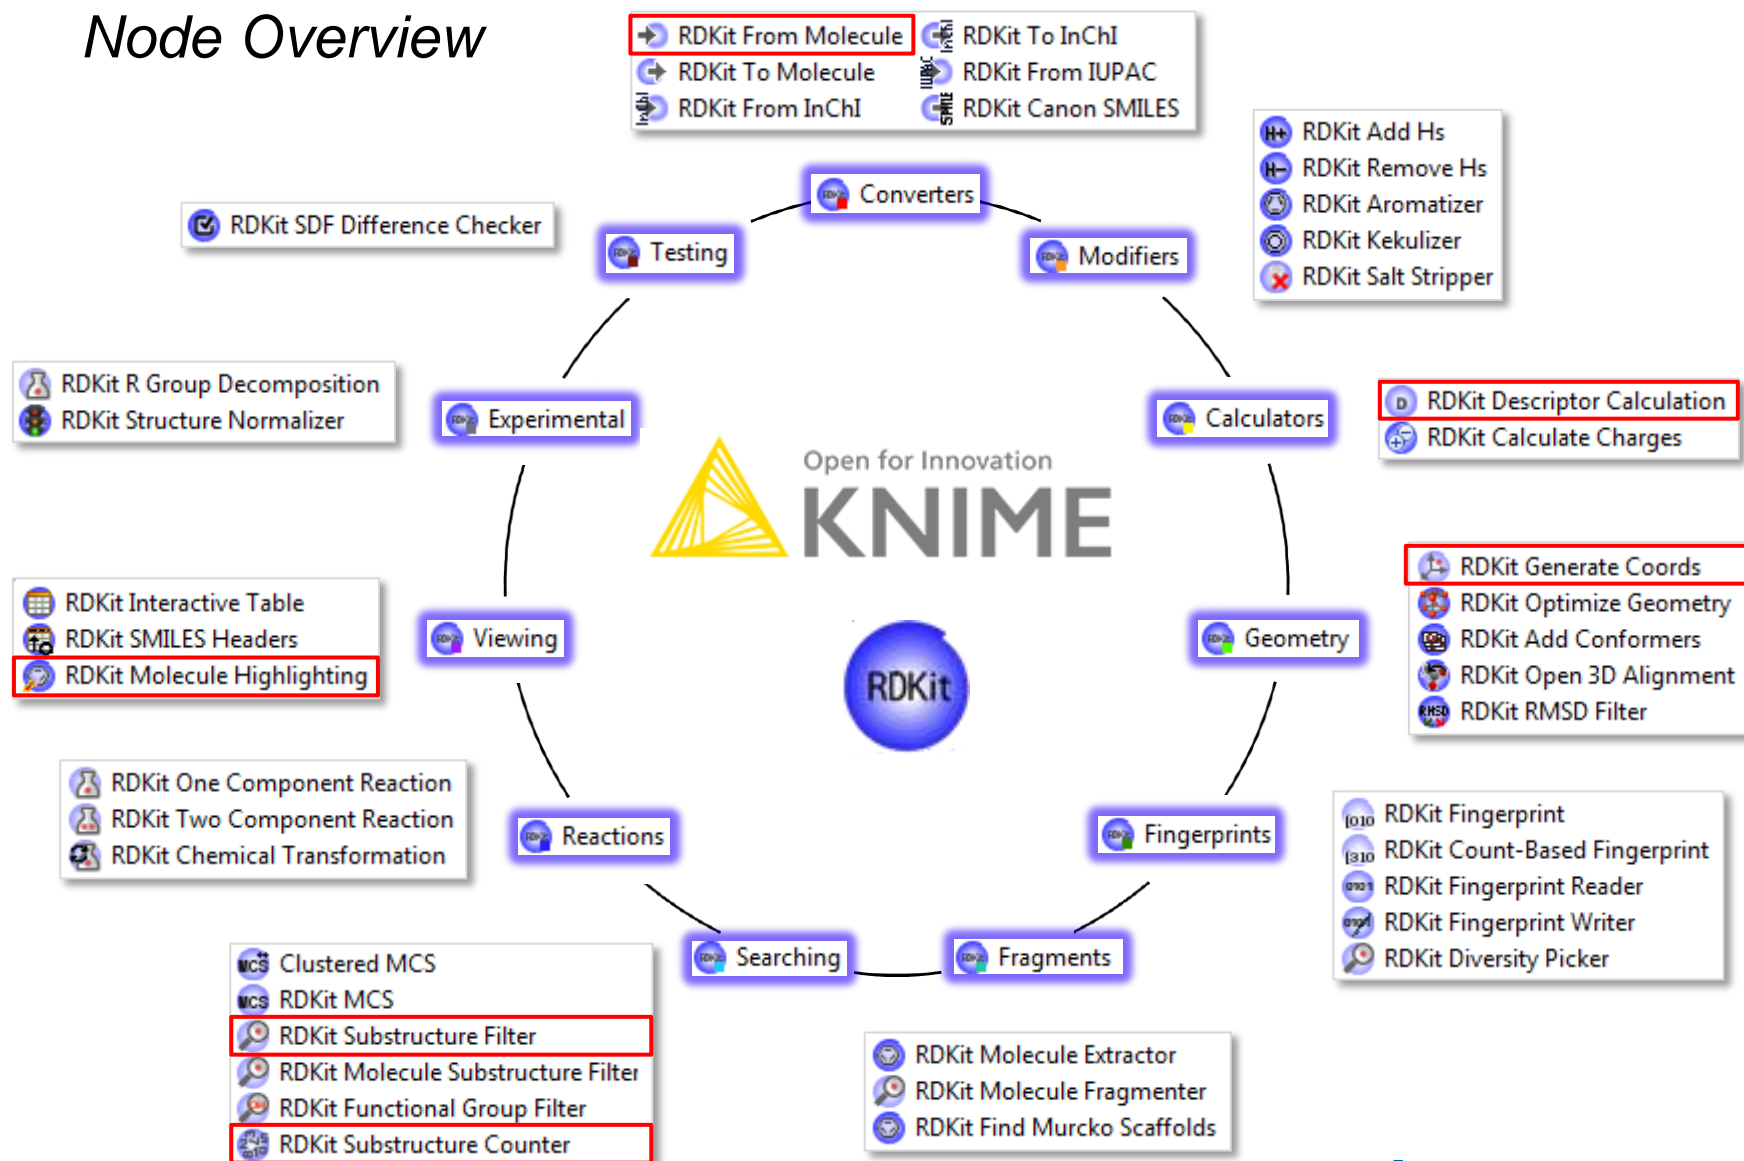 Node Overview
RDKit From Molecule
RDKit To InChI
RDKit To Molecule
RDKit From IUPAC
RDKit From InChI
RDKit Canon SMILES
RDKit Add Hs
RDKit Remove Hs
RDKit Aromatizer
RDKit Kekulizer
RDKit Salt Stripper
Converters
RDKit SDF Difference Checker
Testing
Modifiers
RDKit R Group Decomposition
RDKit Structure Normalizer
Experimental
Calculators
RDKit Descriptor Calculation
RDKit Calculate Charges
Open for Innovation
KNIME
RDKit Interactive Table
RDKit SMILES Headers
RDKit Molecule Highlighting
Viewing
RDKit
Geometry
RDKit Generate Coords
RDKit Optimize Geometry
RDKit Add Conformers
RDKit Open 3D Alignment
RDKit RMSD Filter
RDKit One Component Reaction
RDKit Two Component Reaction
RDKit Chemical Transformation
Reactions
Fingerprints
RDKit Fingerprint
RDKit Count-Based Fingerprint
RDKit Fingerprint Reader
RDKit Fingerprint Writer
RDKit Diversity Picker
Searching
Fragments
Clustered MCS
RDKit MCS
RDKit Substructure Filter
RDKit Molecule Substructure Filter
RDKit Functional Group Filter
RDKit Substructure Counter
RDKit Molecule Extractor
RDKit Molecule Fragmenter
RDKit Find Murcko Scaffolds